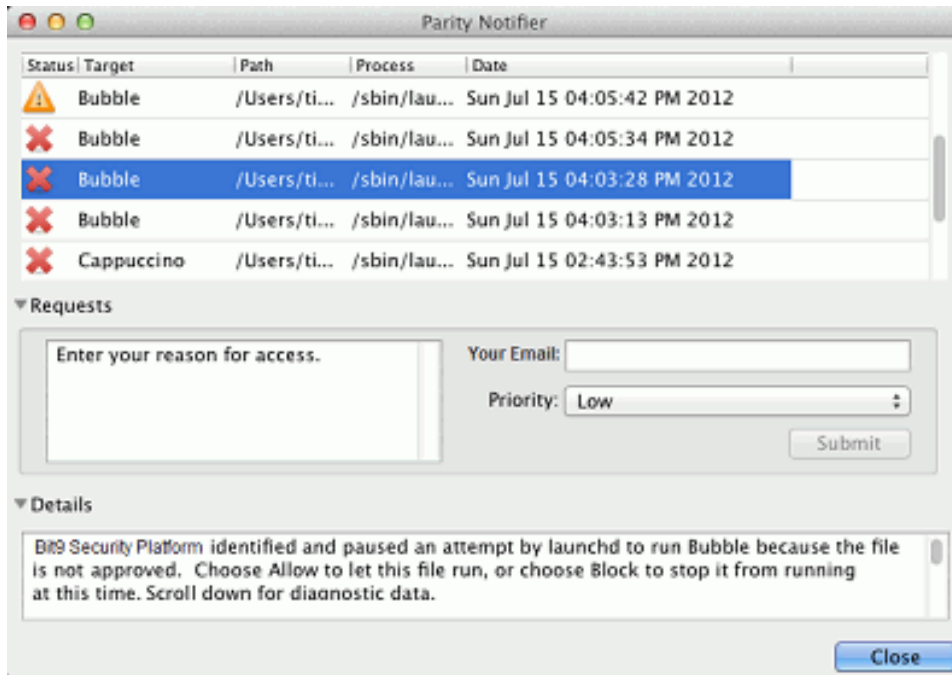 Parity Notifier
Status Target Path Process Date
Bubble /Users/ti... /sbin/lau... Sun Jul 15 04:05:42 PM 2012
Bubble /Users/ti... /sbin/lau... Sun Jul 15 04:05:34 PM 2012
Bubble /Users/ti... /sbin/lau... Sun Jul 15 04:03:28 PM 2012
Bubble /Users/ti... /sbin/lau... Sun Jul 15 04:03:13 PM 2012
Cappuccino /Users/ti... /sbin/lau... Sun Jul 15 02:43:53 PM 2012
Requests
Enter your reason for access.
Your Email:
Priority: Low
Submit
Details
Bit9 Security Platform identified and paused an attempt by launchd to run Bubble because the file
is not approved. Choose Allow to let this file run, or choose Block to stop it from running
at this time. Scroll down for diagnostic data.
Close